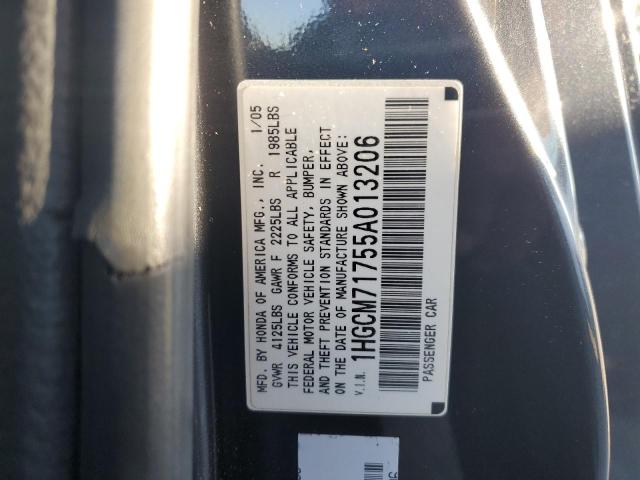 MFD. BY HONDA OF AMERICA MFG., INC. 1/05
GVWR 4125LBS GAWR F 2225LBS R 1985LBS
THIS VEHICLE CONFORMS TO ALL APPLICABLE
FEDERAL MOTOR VEHICLE SAFETY, BUMPER,
AND THEFT PREVENTION STANDARDS IN EFFECT
ON THE DATE OF MANUFACTURE SHOWN ABOVE:
V.I.N. 1HGCM71755A013206
PASSENGER CAR